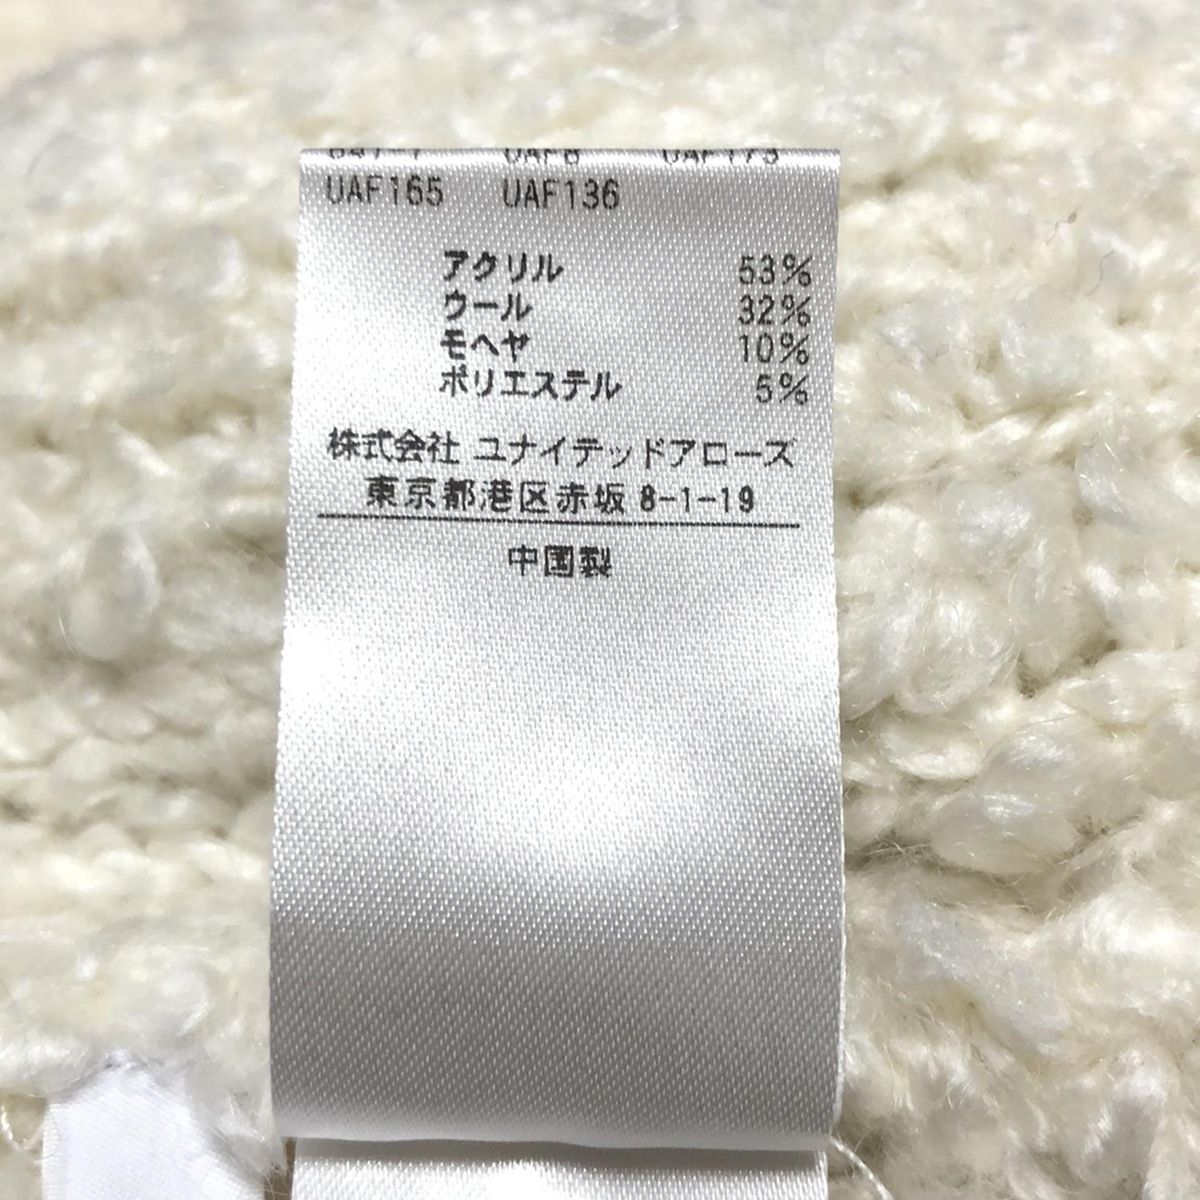 UAF165 UAF136
アクリル 53%
ウール 32%
モヘヤ 10%
ポリエステル 5%
株式会社 ユナイテッドアローズ
東京都港区赤坂 8-1-19
中国製